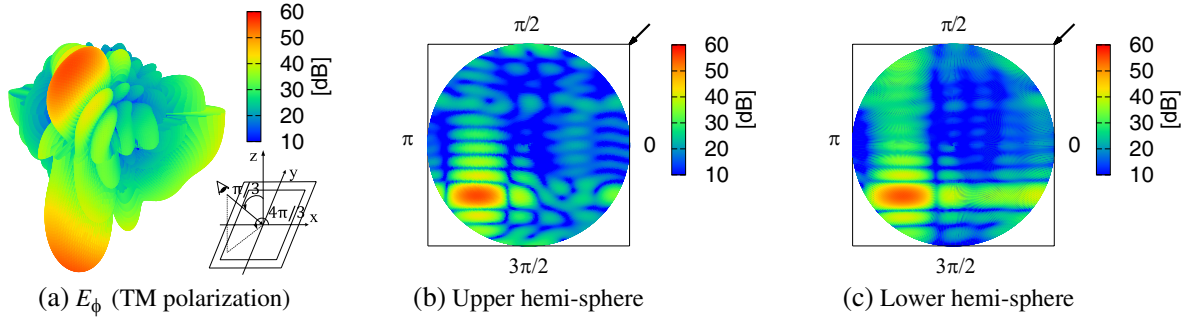 60
50
40
30
20
10
[dB]
z
y
π/3
4π/3
x
(a) Eϕ (TM polarization)
π/2
π
0
3π/2
60
50
40
30
20
10
[dB]
(b) Upper hemi-sphere
π/2
π
0
3π/2
60
50
40
30
20
10
[dB]
(c) Lower hemi-sphere